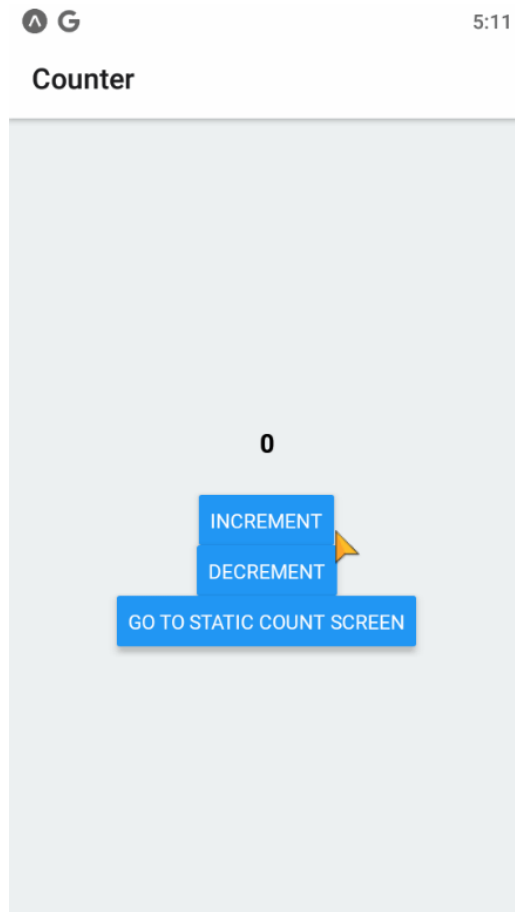 G 5:11
Counter
0
INCREMENT
DECREMENT
GO TO STATIC COUNT SCREEN